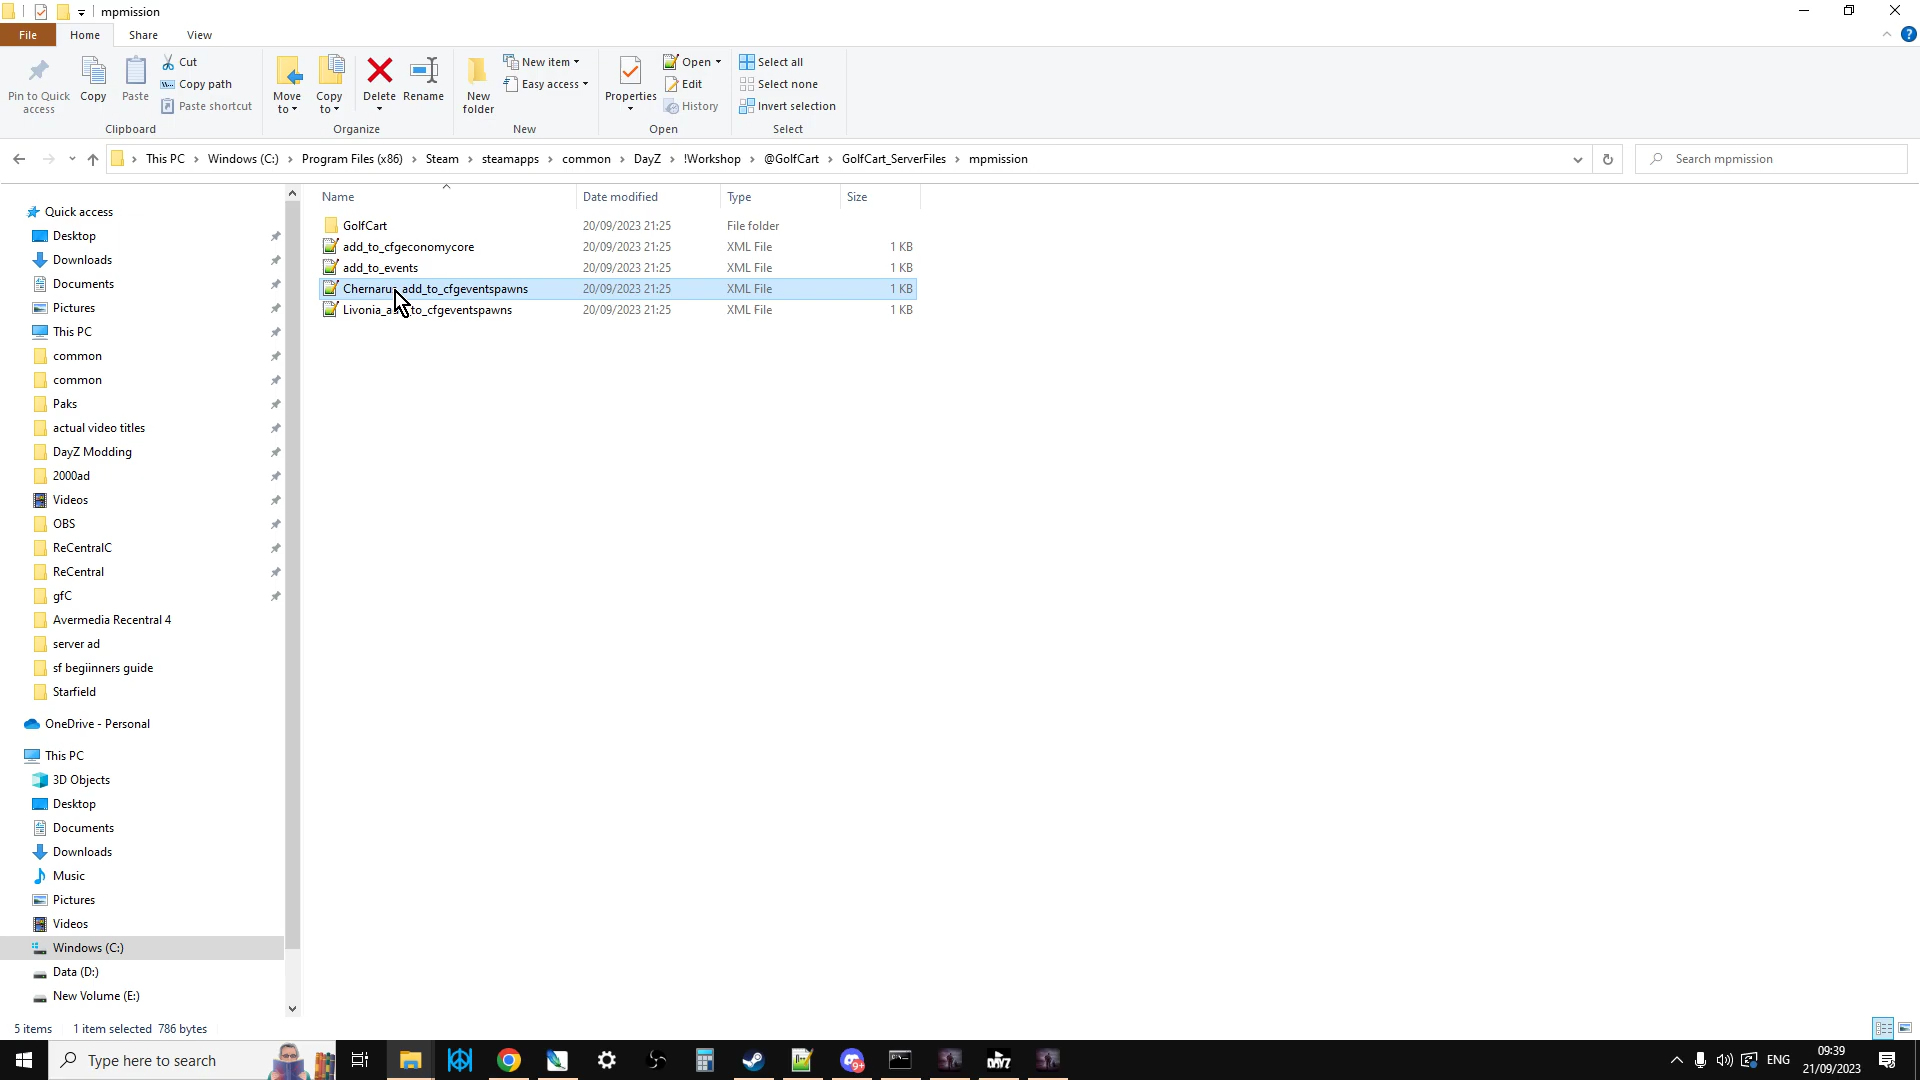 mpmission
File Home Share View
Pin to Quick access
Copy
Paste
Cut
Copy path
Paste shortcut
Clipboard
Move to
Copy to
Delete
Rename
Organize
New folder
New item
Easy access
New
Properties
Open
Edit
History
Open
Select all
Select none
Invert selection
Select
This PC Windows (C:) Program Files (x86) Steam steamapps common DayZ !Workshop @GolfCart GolfCart_ServerFiles mpmission
Search mpmission
Name Date modified Type Size
GolfCart 20/09/2023 21:25 File folder
add_to_cfgeconomycore 20/09/2023 21:25 XML File 1 KB
add_to_events 20/09/2023 21:25 XML File 1 KB
Chernarus_add_to_cfgeventspawns 20/09/2023 21:25 XML File 1 KB
Livonia_add_to_cfgeventspawns 20/09/2023 21:25 XML File 1 KB
Quick access
Desktop
Downloads
Documents
Pictures
This PC
common
common
Paks
actual video titles
DayZ Modding
2000ad
Videos
OBS
ReCentralC
ReCentral
gfC
Avermedia Recentral 4
server ad
sf begiinners guide
Starfield
OneDrive - Personal
This PC
3D Objects
Desktop
Documents
Downloads
Music
Pictures
Videos
Windows (C:)
Data (D:)
New Volume (E:)
5 items 1 item selected 786 bytes
Type here to search
9+
DAYZ
ENG
09:39
21/09/2023